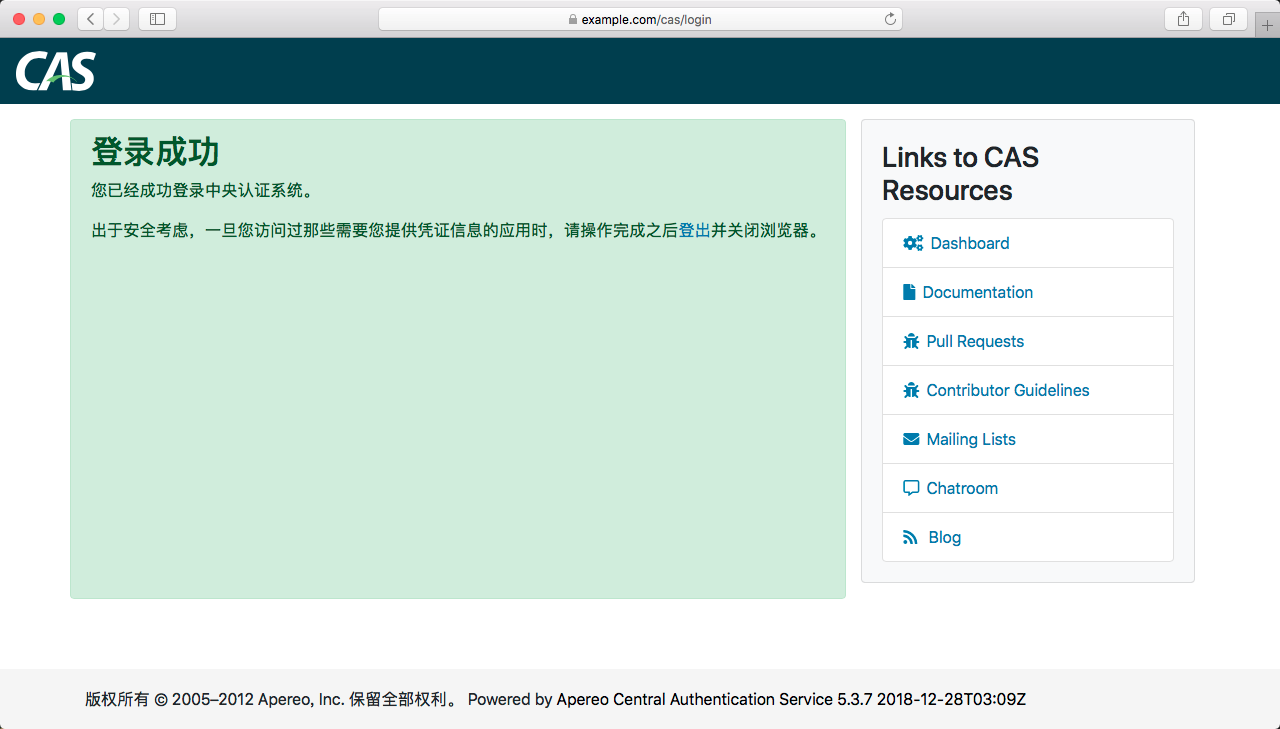 example.com/cas/login
CAS
登录成功
您已经成功登录中央认证系统。
出于安全考虑，一旦您访问过那些需要您提供凭证信息的应用时，请操作完成之后登出并关闭浏览器。
Links to CAS
Resources
Dashboard
Documentation
Pull Requests
Contributor Guidelines
Mailing Lists
Chatroom
Blog
版权所有 © 2005–2012 Apereo, Inc. 保留全部权利。 Powered by Apereo Central Authentication Service 5.3.7 2018-12-28T03:09Z